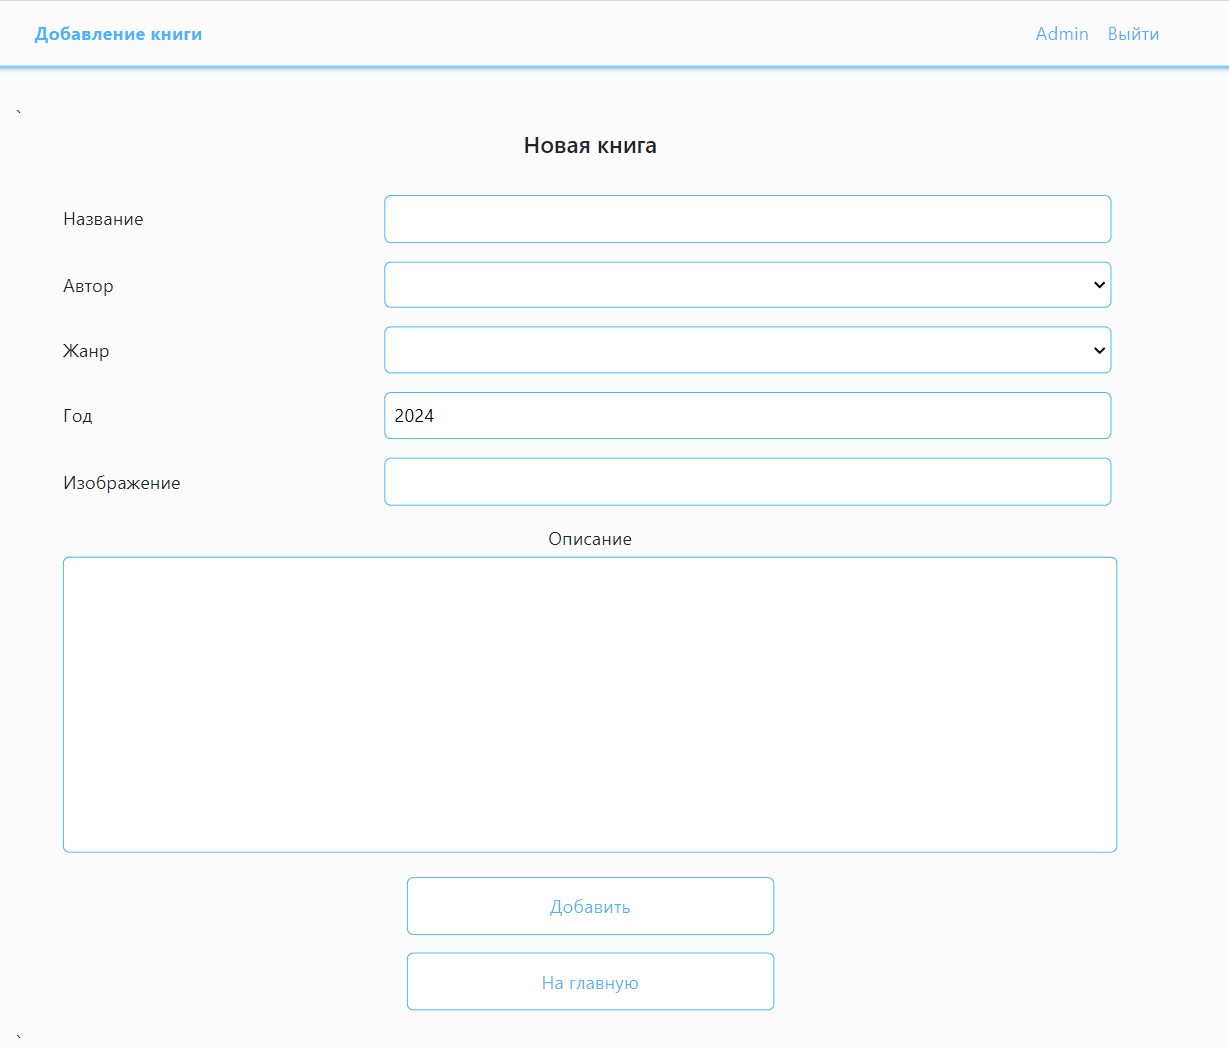 Добавление книги Admin Выйти
`
Новая книга
Название
Автор
Жанр
Год 2024
Изображение
Описание
Добавить
На главную
`